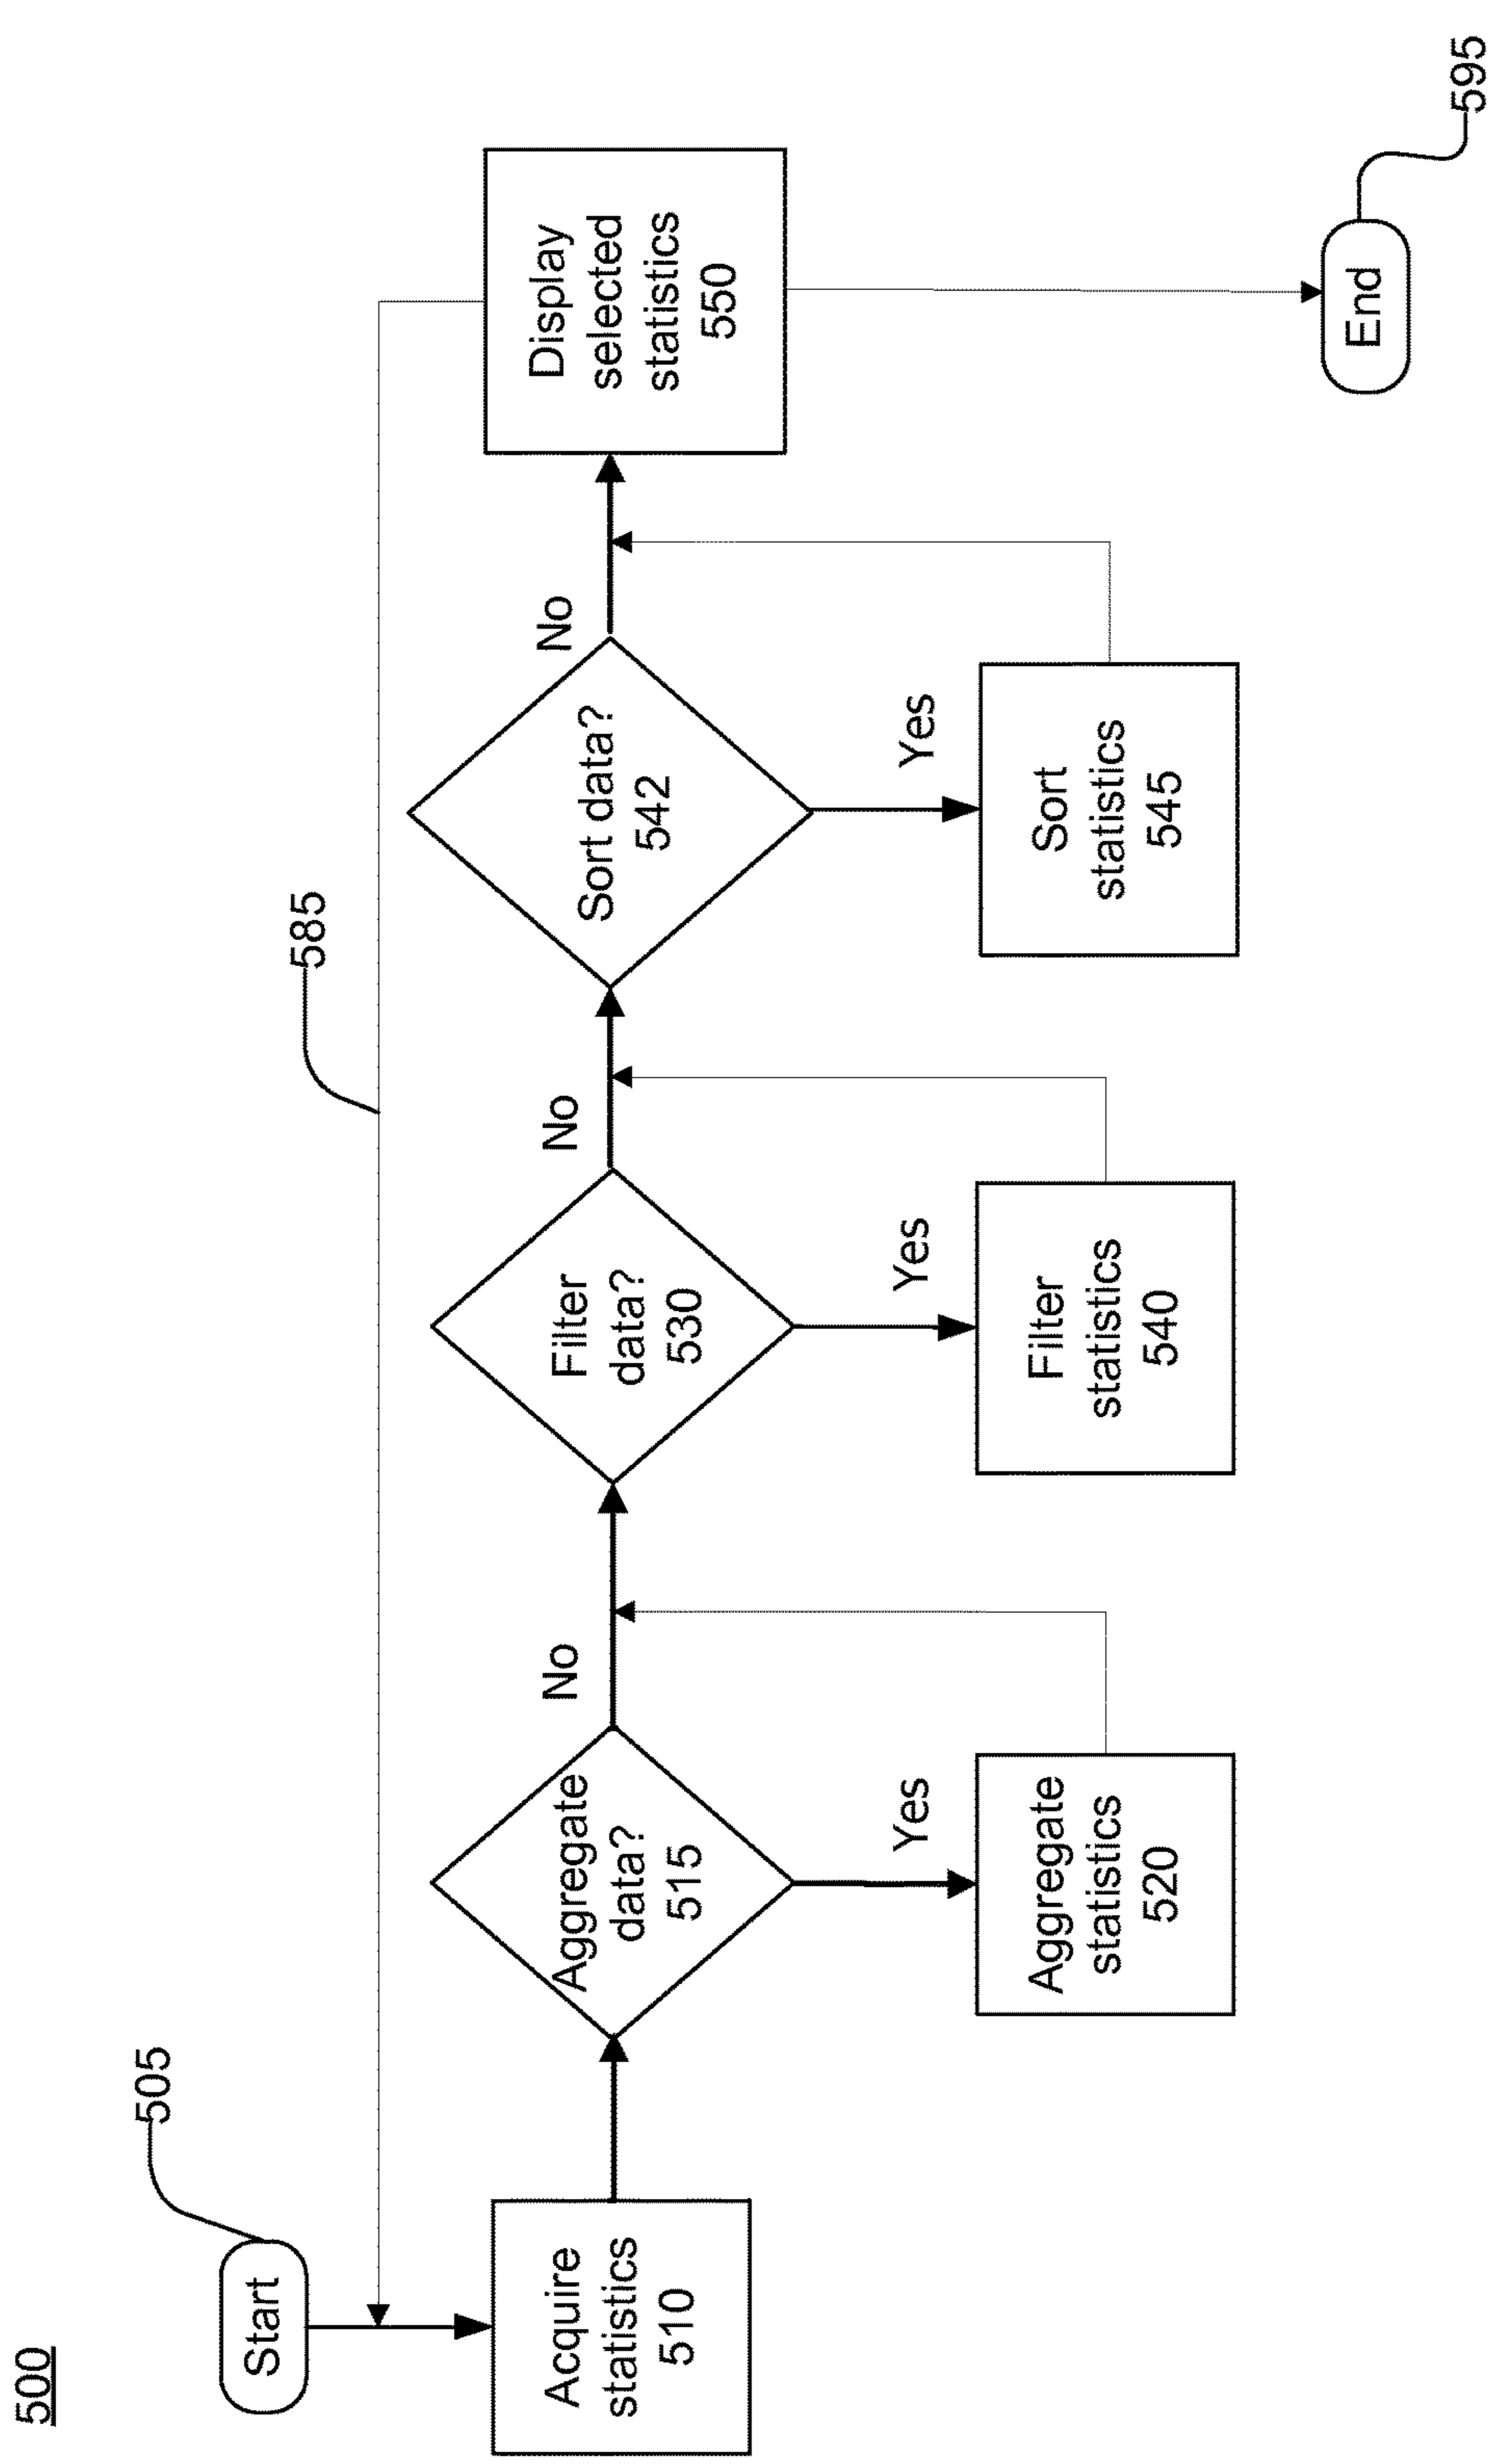 500
505
Start
Acquire
statistics
510
585
Aggregate
data?
515
No
Yes
Aggregate
statistics
520
Filter
data?
530
No
Yes
Filter
statistics
540
Sort data?
542
No
Yes
Sort
statistics
545
Display
selected
statistics
550
End
595